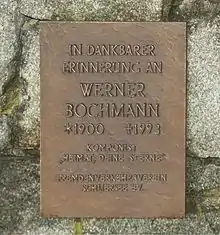 IN DANKBARER
ERINNERUNG AN
WERNER
BOCHMANN
*1900 †1993
KOMPONIST
"HEIMAT, DEINE STERNE"
FREMDENVERKEHRSVEREIN
SCHLIERSEE E.V.